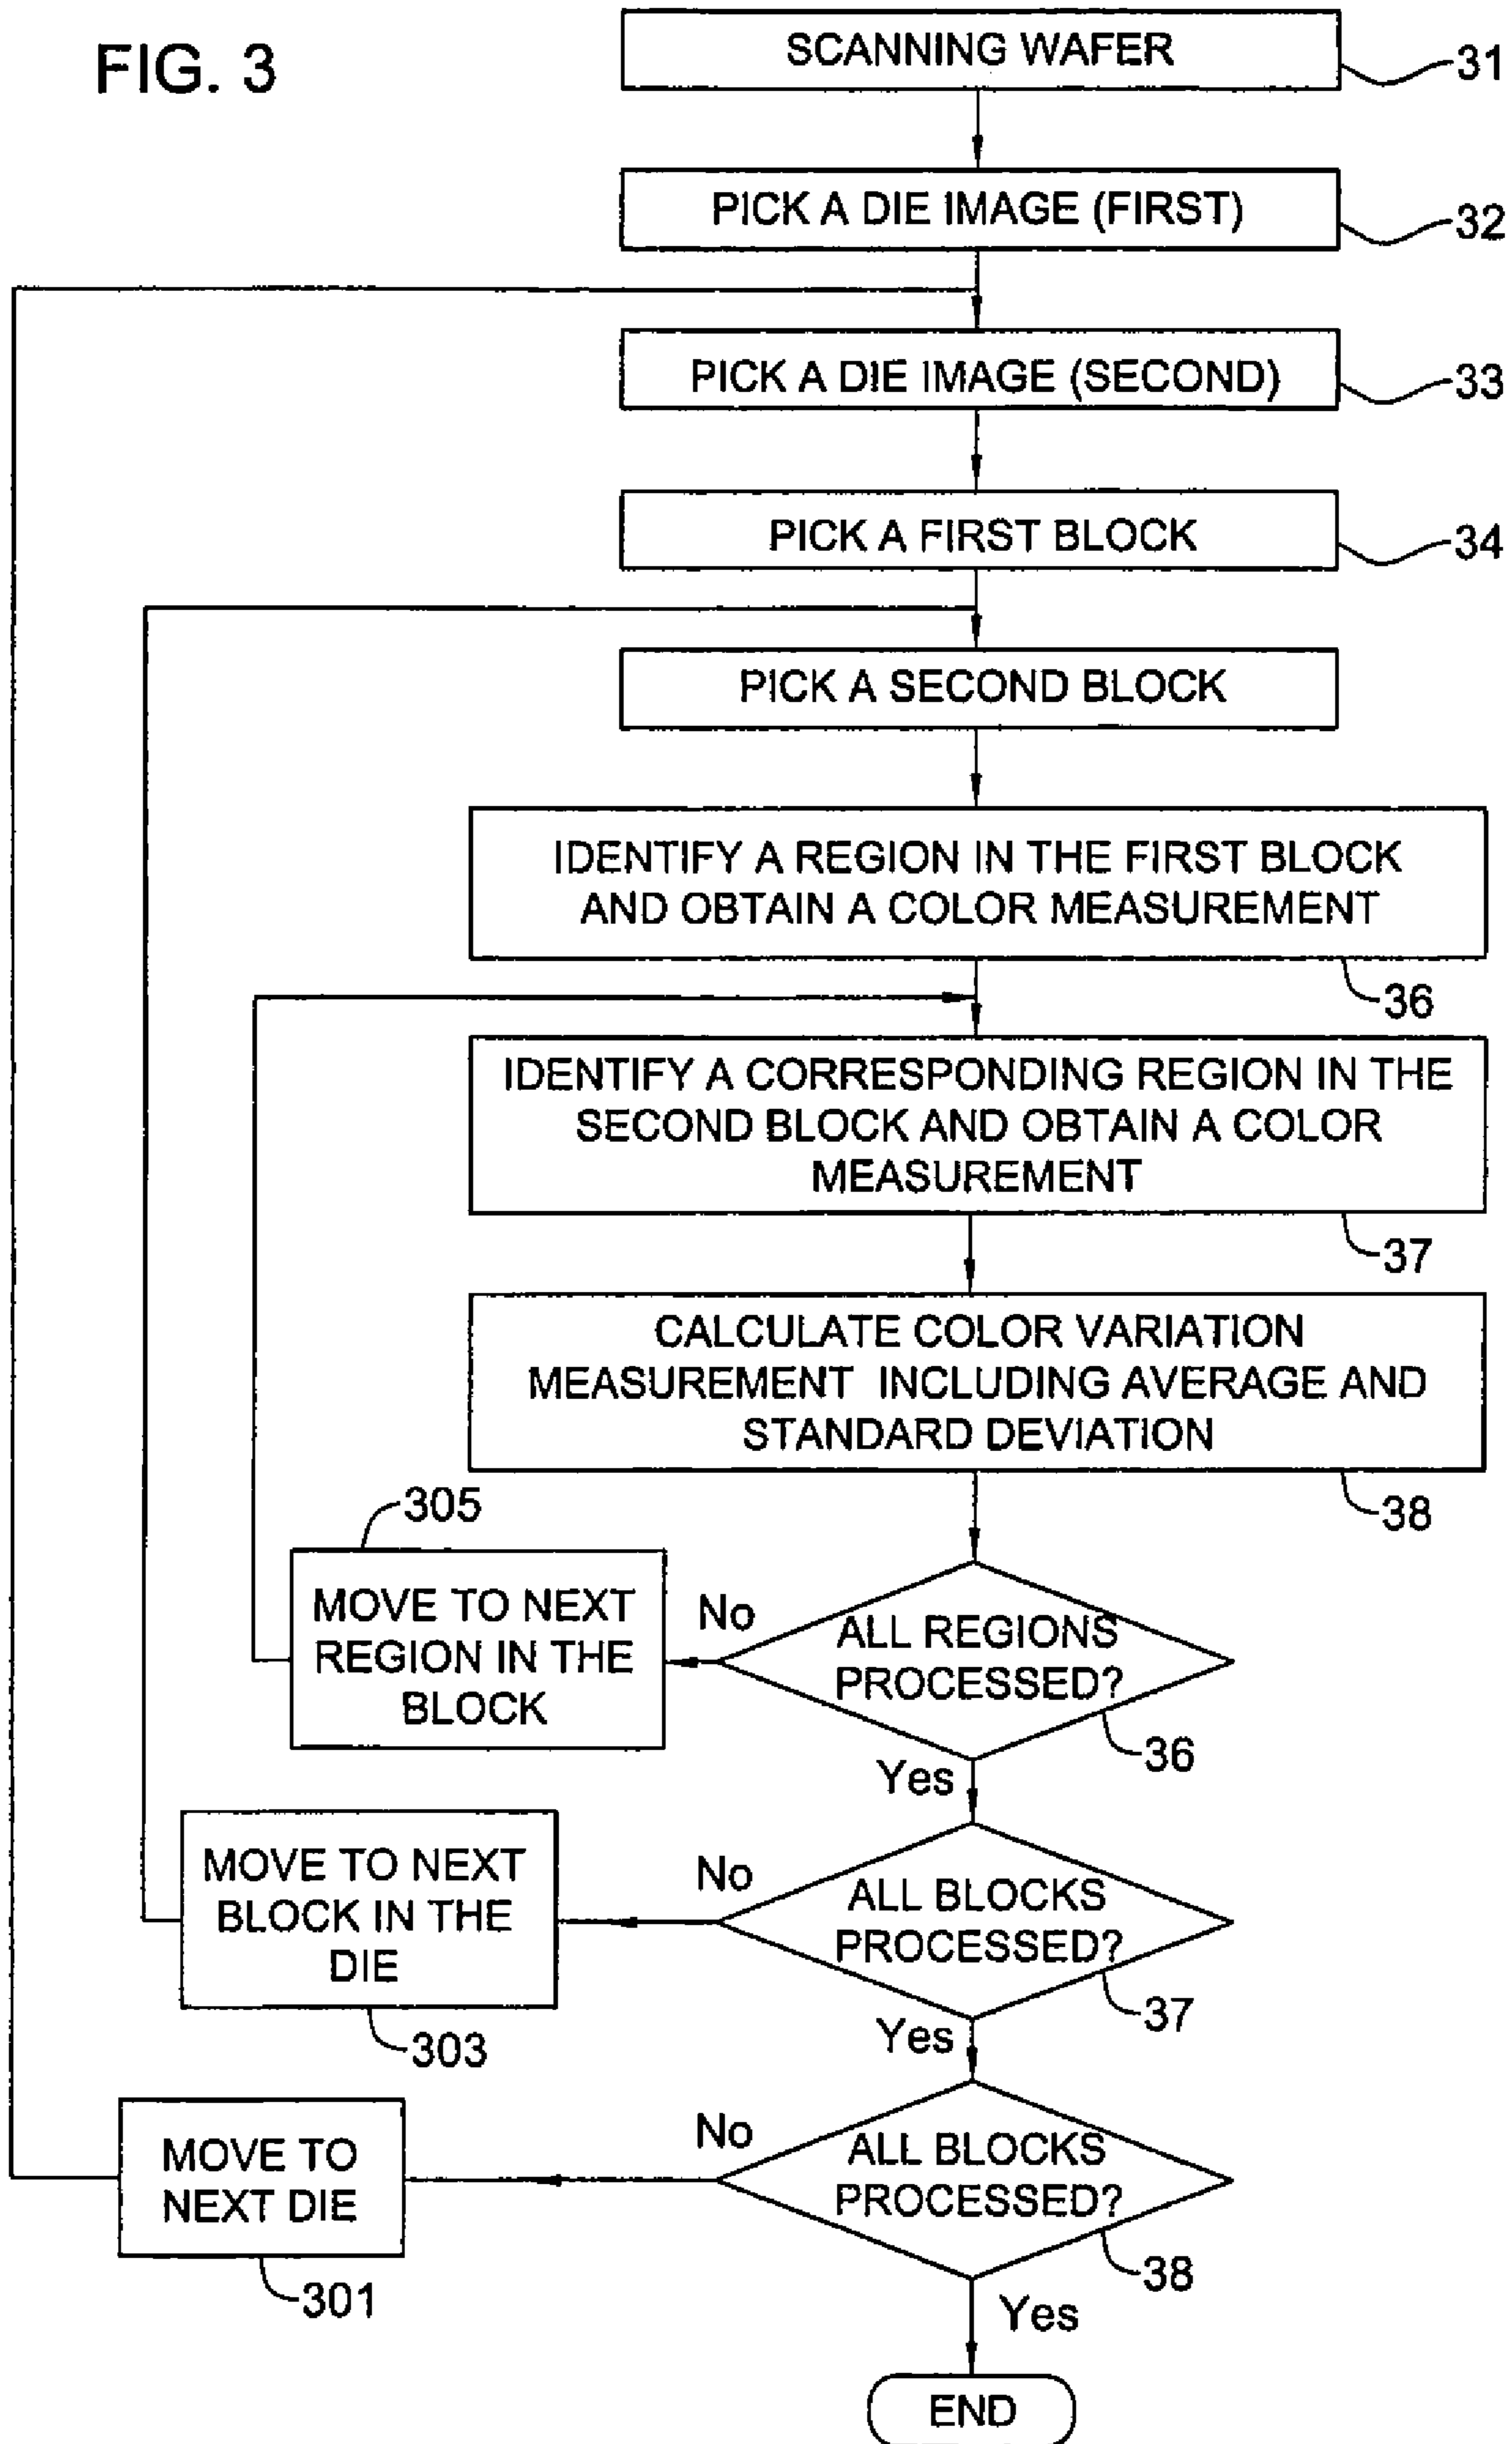 FIG. 3
SCANNING WAFER
31
PICK A DIE IMAGE (FIRST)
32
PICK A DIE IMAGE (SECOND)
33
PICK A FIRST BLOCK
34
PICK A SECOND BLOCK
IDENTIFY A REGION IN THE FIRST BLOCK
AND OBTAIN A COLOR MEASUREMENT
36
IDENTIFY A CORRESPONDING REGION IN THE
SECOND BLOCK AND OBTAIN A COLOR
MEASUREMENT
37
CALCULATE COLOR VARIATION
MEASUREMENT INCLUDING AVERAGE AND
STANDARD DEVIATION
38
305
MOVE TO NEXT
REGION IN THE
BLOCK
No
ALL REGIONS
PROCESSED?
36
Yes
MOVE TO NEXT
BLOCK IN THE
DIE
303
No
ALL BLOCKS
PROCESSED?
37
Yes
MOVE TO
NEXT DIE
301
No
ALL BLOCKS
PROCESSED?
38
Yes
END